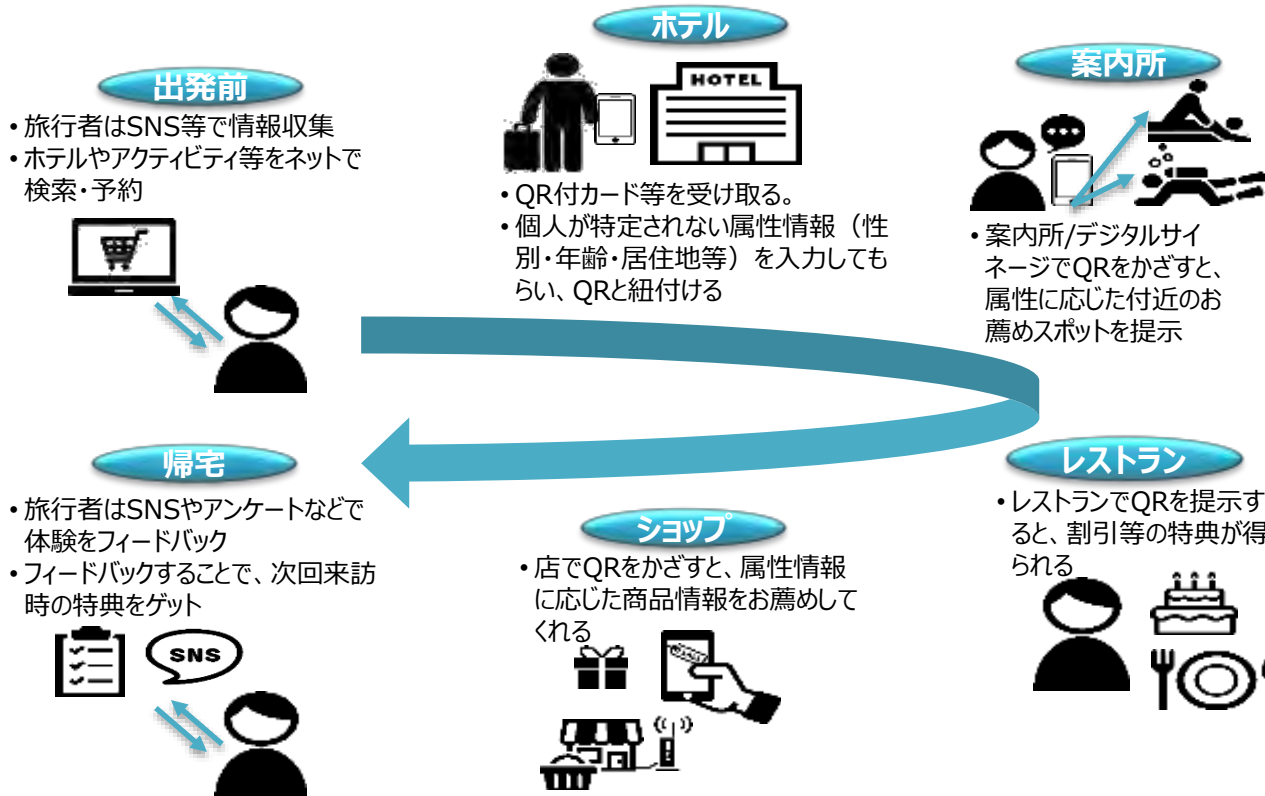 出発前
・旅行者はSNS等で情報収集
・ホテルやアクティビティ等をネットで
検索・予約
ホテル
HOTEL
・QR付カード等を受け取る。
・個人が特定されない属性情報（性
別・年齢・居住地等）を入力しても
らい、QRと紐付ける
案内所
・案内所/デジタルサイ
ネージでQRをかざすと、
属性に応じた付近のお
薦めスポットを提示
レストラン
・レストランでQRを提示す
ると、割引等の特典が得
られる
ショップ
・店でQRをかざすと、属性情報
に応じた商品情報をお薦めして
くれる
帰宅
・旅行者はSNSやアンケートなどで
体験をフィードバック
・フィードバックすることで、次回来訪
時の特典をゲット
SNS